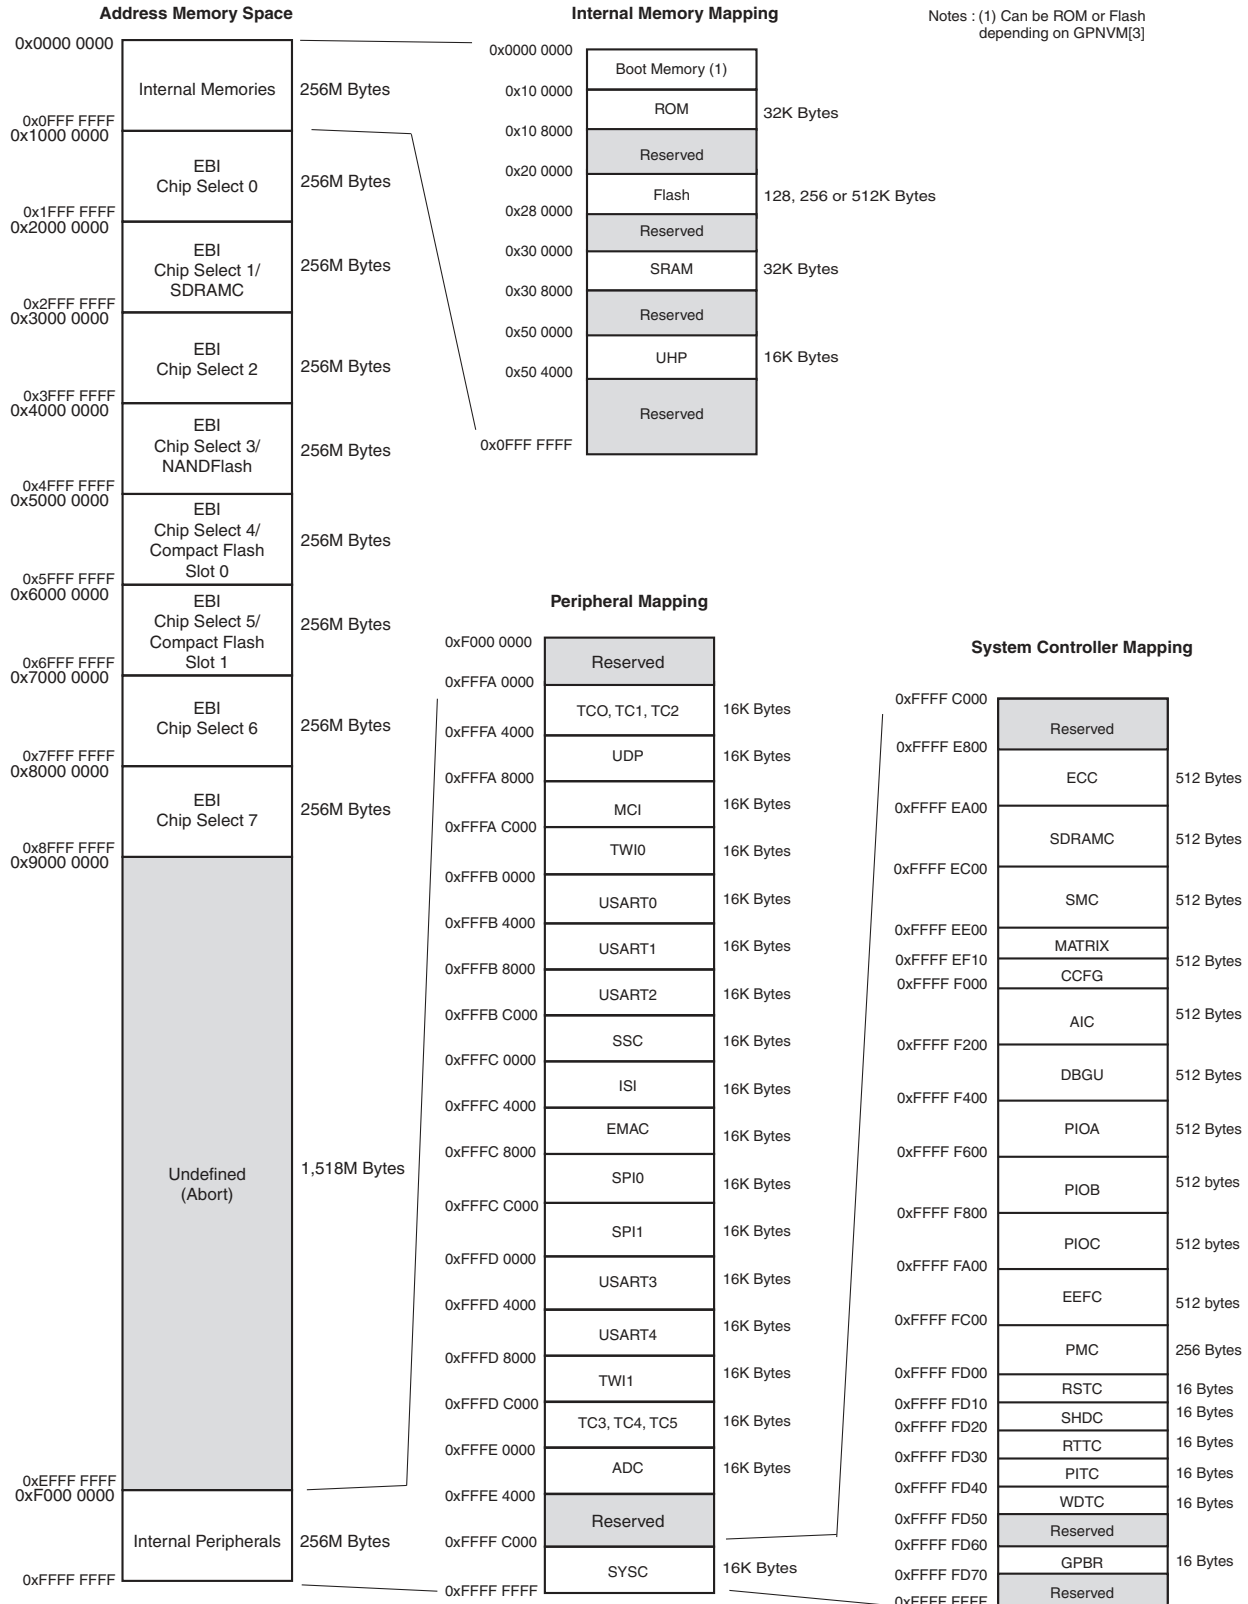 Address Memory Space
0x0000 0000
Internal Memories
256M Bytes
0x0FFF FFFF
0x1000 0000
EBI
Chip Select 0
256M Bytes
0x1FFF FFFF
0x2000 0000
EBI
Chip Select 1/
SDRAMC
256M Bytes
0x2FFF FFFF
0x3000 0000
EBI
Chip Select 2
256M Bytes
0x3FFF FFFF
0x4000 0000
EBI
Chip Select 3/
NANDFlash
256M Bytes
0x4FFF FFFF
0x5000 0000
EBI
Chip Select 4/
Compact Flash
Slot 0
256M Bytes
0x5FFF FFFF
0x6000 0000
EBI
Chip Select 5/
Compact Flash
Slot 1
256M Bytes
0x6FFF FFFF
0x7000 0000
EBI
Chip Select 6
256M Bytes
0x7FFF FFFF
0x8000 0000
EBI
Chip Select 7
256M Bytes
0x8FFF FFFF
0x9000 0000
Undefined
(Abort)
1,518M Bytes
0xEFFF FFFF
0xF000 0000
Internal Peripherals
256M Bytes
0xFFFF FFFF
Internal Memory Mapping
0x0000 0000
Boot Memory (1)
0x10 0000
ROM
32K Bytes
0x10 8000
Reserved
0x20 0000
Flash
128, 256 or 512K Bytes
0x28 0000
Reserved
0x30 0000
SRAM
32K Bytes
0x30 8000
Reserved
0x50 0000
UHP
16K Bytes
0x50 4000
Reserved
0x0FFF FFFF
Notes : (1) Can be ROM or Flash
depending on GPNVM[3]
Peripheral Mapping
0xF000 0000
Reserved
0xFFFA 0000
TCO, TC1, TC2
16K Bytes
0xFFFA 4000
UDP
16K Bytes
0xFFFA 8000
MCI
16K Bytes
0xFFFA C000
TWI0
16K Bytes
0xFFFB 0000
USART0
16K Bytes
0xFFFB 4000
USART1
16K Bytes
0xFFFB 8000
USART2
16K Bytes
0xFFFB C000
SSC
16K Bytes
0xFFFC 0000
ISI
16K Bytes
0xFFFC 4000
EMAC
16K Bytes
0xFFFC 8000
SPI0
16K Bytes
0xFFFC C000
SPI1
16K Bytes
0xFFFD 0000
USART3
16K Bytes
0xFFFD 4000
USART4
16K Bytes
0xFFFD 8000
TWI1
16K Bytes
0xFFFD C000
TC3, TC4, TC5
16K Bytes
0xFFFE 0000
ADC
16K Bytes
0xFFFE 4000
Reserved
0xFFFF C000
SYSC
16K Bytes
0xFFFF FFFF
System Controller Mapping
0xFFFF C000
Reserved
0xFFFF E800
ECC
512 Bytes
0xFFFF EA00
SDRAMC
512 Bytes
0xFFFF EC00
SMC
512 Bytes
0xFFFF EE00
MATRIX
512 Bytes
0xFFFF EF10
CCFG
0xFFFF F000
AIC
512 Bytes
0xFFFF F200
DBGU
512 Bytes
0xFFFF F400
PIOA
512 Bytes
0xFFFF F600
PIOB
512 bytes
0xFFFF F800
PIOC
512 bytes
0xFFFF FA00
EEFC
512 bytes
0xFFFF FC00
PMC
256 Bytes
0xFFFF FD00
RSTC
16 Bytes
0xFFFF FD10
SHDC
16 Bytes
0xFFFF FD20
RTTC
16 Bytes
0xFFFF FD30
PITC
16 Bytes
0xFFFF FD40
WDTC
16 Bytes
0xFFFF FD50
Reserved
0xFFFF FD60
GPBR
16 Bytes
0xFFFF FD70
Reserved
0xFFFF FFFF